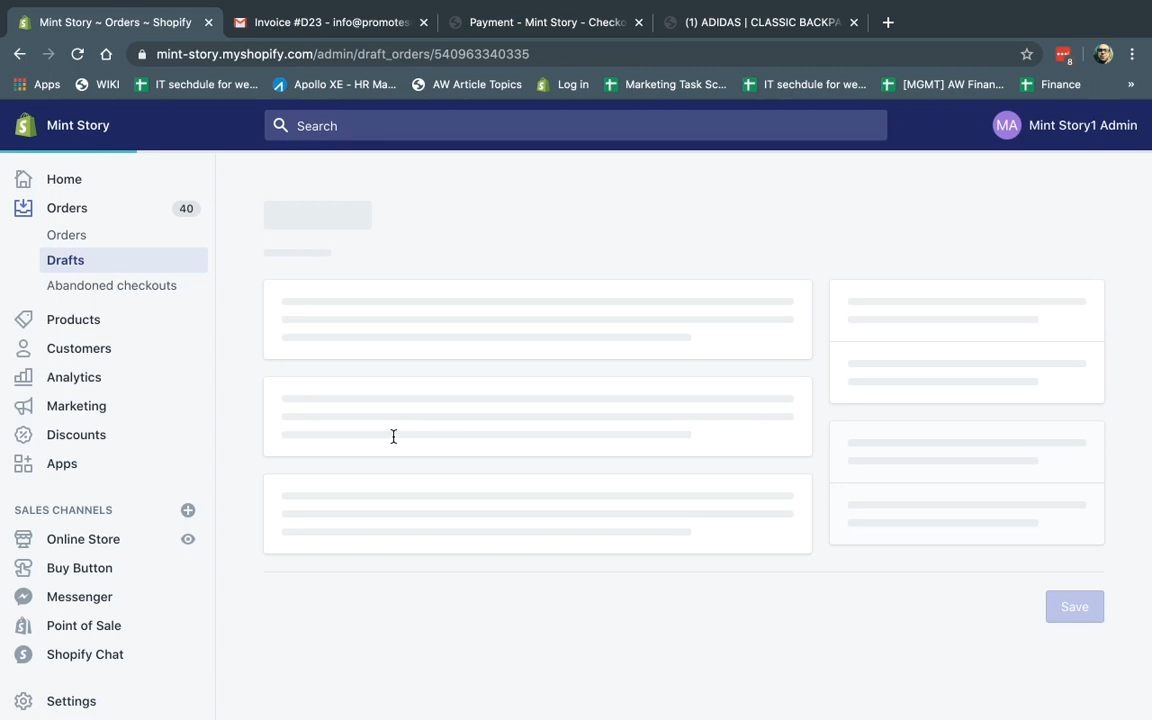 Mint Story ~ Orders ~ Shopify
Invoice #D23 - info@promotes
Payment - Mint Story - Checko
(1) ADIDAS | CLASSIC BACKPA
mint-story.myshopify.com/admin/draft_orders/540963340335
8
Apps
WIKI
IT sechdule for we...
Apollo XE - HR Ma...
AW Article Topics
Log in
Marketing Task Sc...
IT sechdule for we...
[MGMT] AW Finan...
Finance
»
Mint Story
Search
MA
Mint Story1 Admin
Home
Orders
40
Orders
Drafts
Abandoned checkouts
Products
Customers
Analytics
Marketing
Discounts
Apps
SALES CHANNELS
Online Store
Buy Button
Messenger
Point of Sale
Shopify Chat
Settings
Save